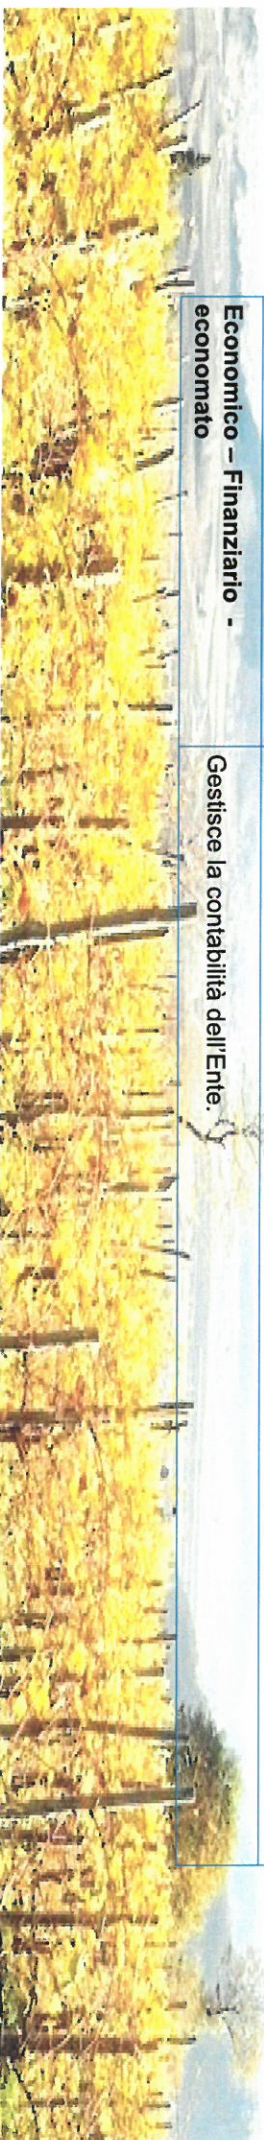 Economico – Finanziario -
economato
Gestisce la contabilità dell'Ente.